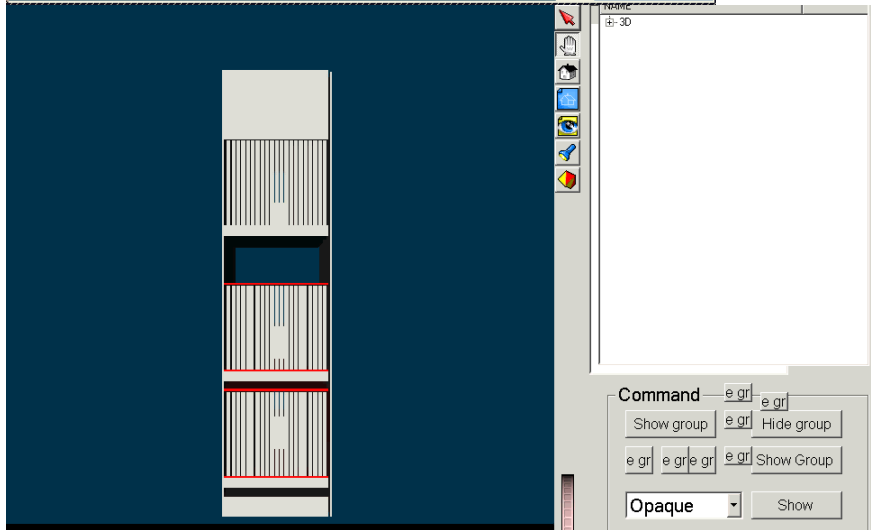 NAME
3D
Command
e gr
e gr
Show group
e gr
Hide group
e gr
e gr
e gr
e gr
Show Group
Opaque
Show